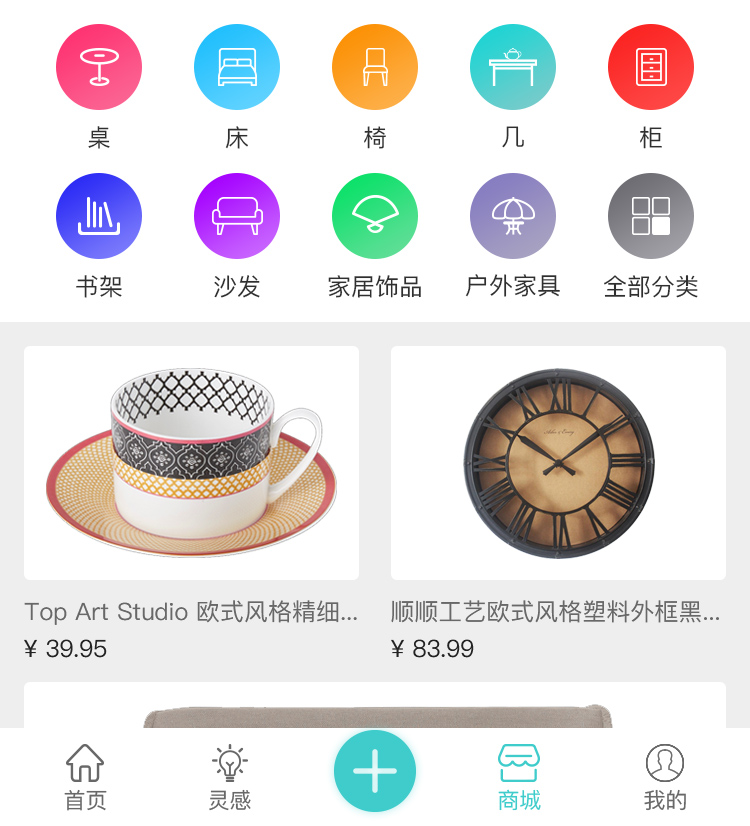 桌 床 椅 几 柜
书架 沙发 家居饰品 户外家具 全部分类
Top Art Studio 欧式风格精细...
顺顺工艺欧式风格塑料外框黑...
¥ 39.95
¥ 83.99
首页 灵感 商城 我的